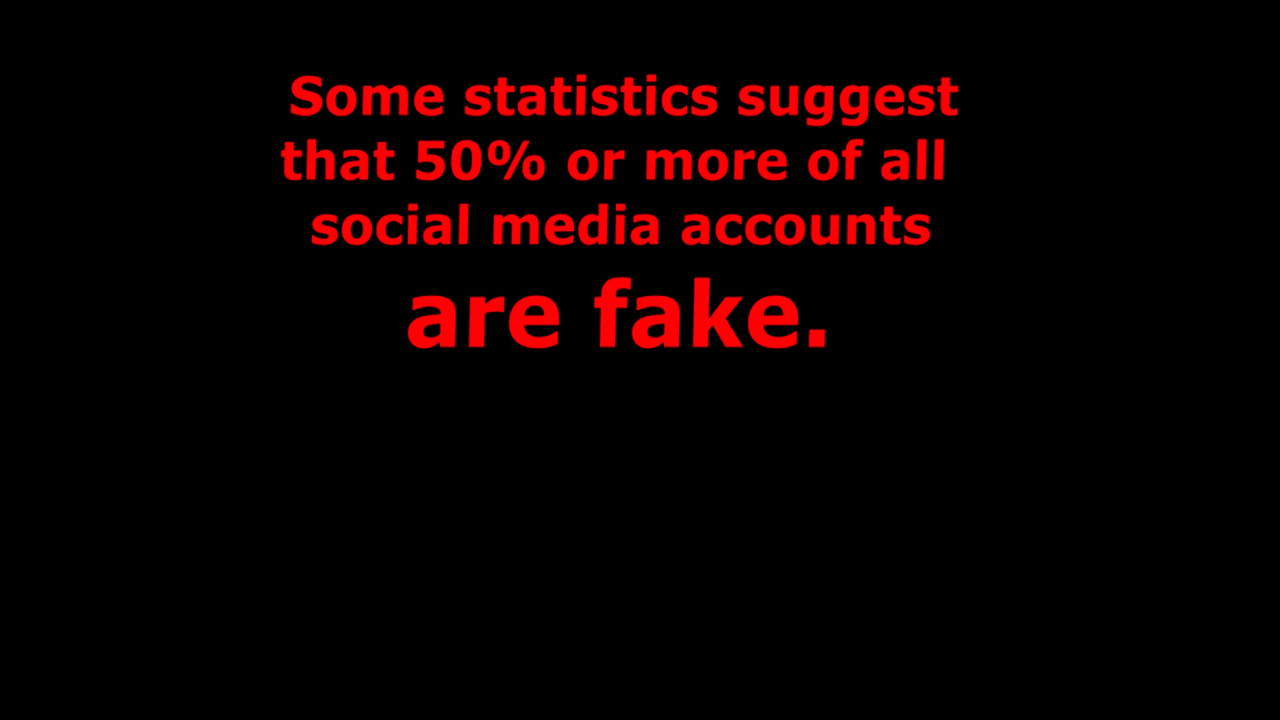 Some statistics suggest
that 50% or more of all
social media accounts
are fake.